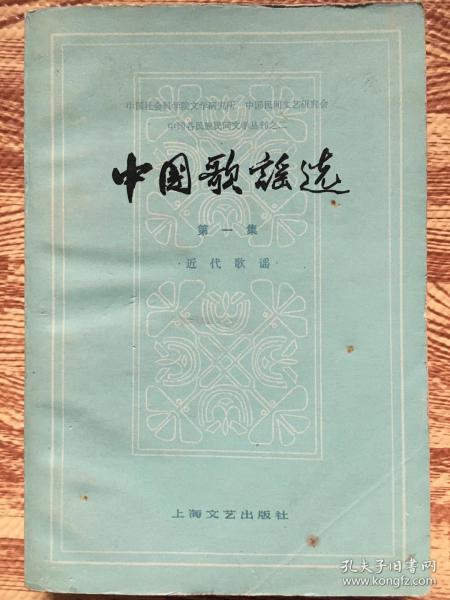 中国社会科学院文学研究所 中国民间文艺研究会
中国各民族民间文学丛刊之二
中国歌謡选
第一集
·近代歌谣·
上海文艺出版社
孔夫子旧书网
www.kongfz.com